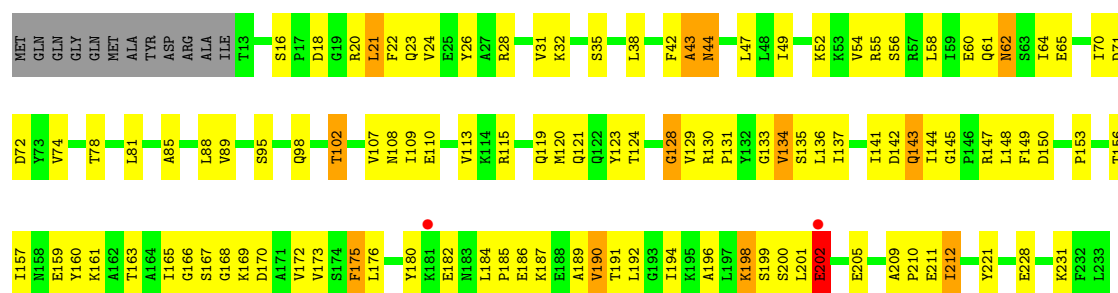 MET GLN GLN GLY GLN MET ALA TYR ASP ARG ALA ILE T13 S16 P17 D18 G19 R20 L21 F22 Q23 V24 E25 Y26 A27 R28 V31 K32 S35 L38 F42 A43 N44 L47 L48 I49 K52 K53 V54 R55 S56 R57 L58 I59 E60 Q61 N62 S63 I64 E65 I70 D71
D72 Y73 V74 T78 L81 A85 L88 V89 S95 Q98 T102 V107 N108 I109 E110 V113 K114 R115 Q119 M120 Q121 Q122 Y123 T124 G128 V129 R130 P131 Y132 G133 V134 S135 L136 I137 I141 D142 Q143 I144 G145 P146 R147 L148 F149 D150 P153 T156
I157 N158 E159 Y160 K161 A162 T163 A164 I165 G166 S167 G168 K169 D170 A171 V172 V173 S174 F175 L176 Y180 K181 E182 N183 L184 P185 E186 K187 E188 A189 V190 T191 L192 G193 I194 K195 A196 L197 K198 S199 S200 L201 E202 E205 A209 P210 E211 I212 Y221 E228 K231 F232 L233